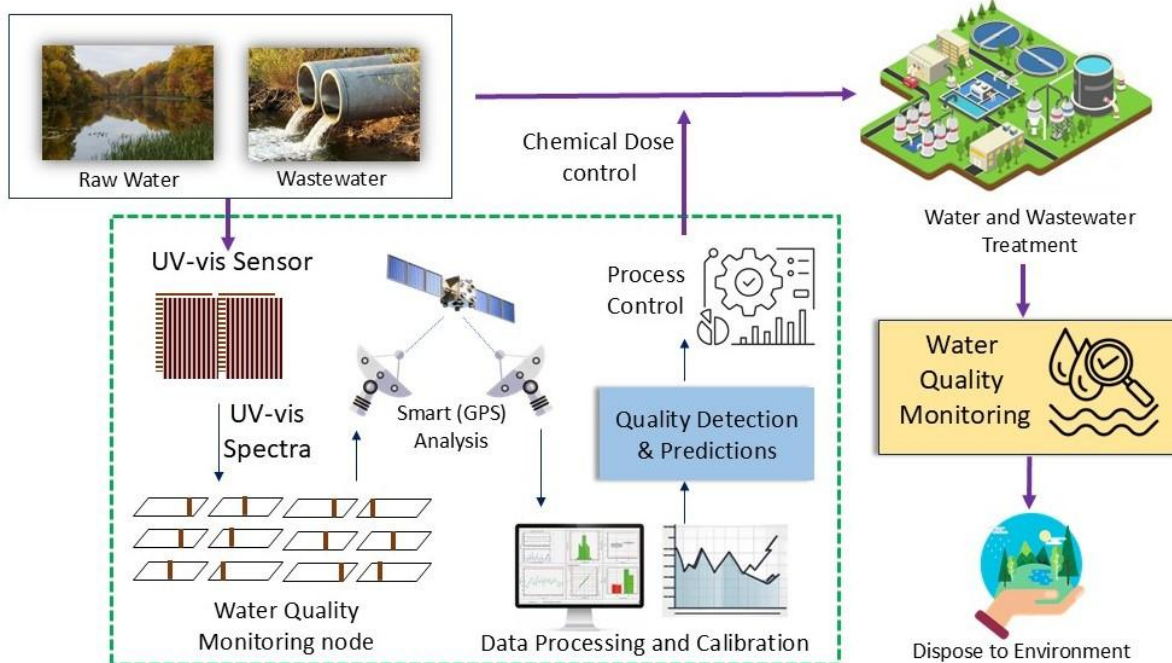 Raw Water
Wastewater
Chemical Dose
control
Water and Wastewater
Treatment
UV-vis Sensor
Process
Control
UV-vis
Spectra
Smart (GPS)
Analysis
Quality Detection
& Predictions
Water
Quality
Monitoring
Water Quality
Monitoring node
Data Processing and Calibration
Dispose to Environment